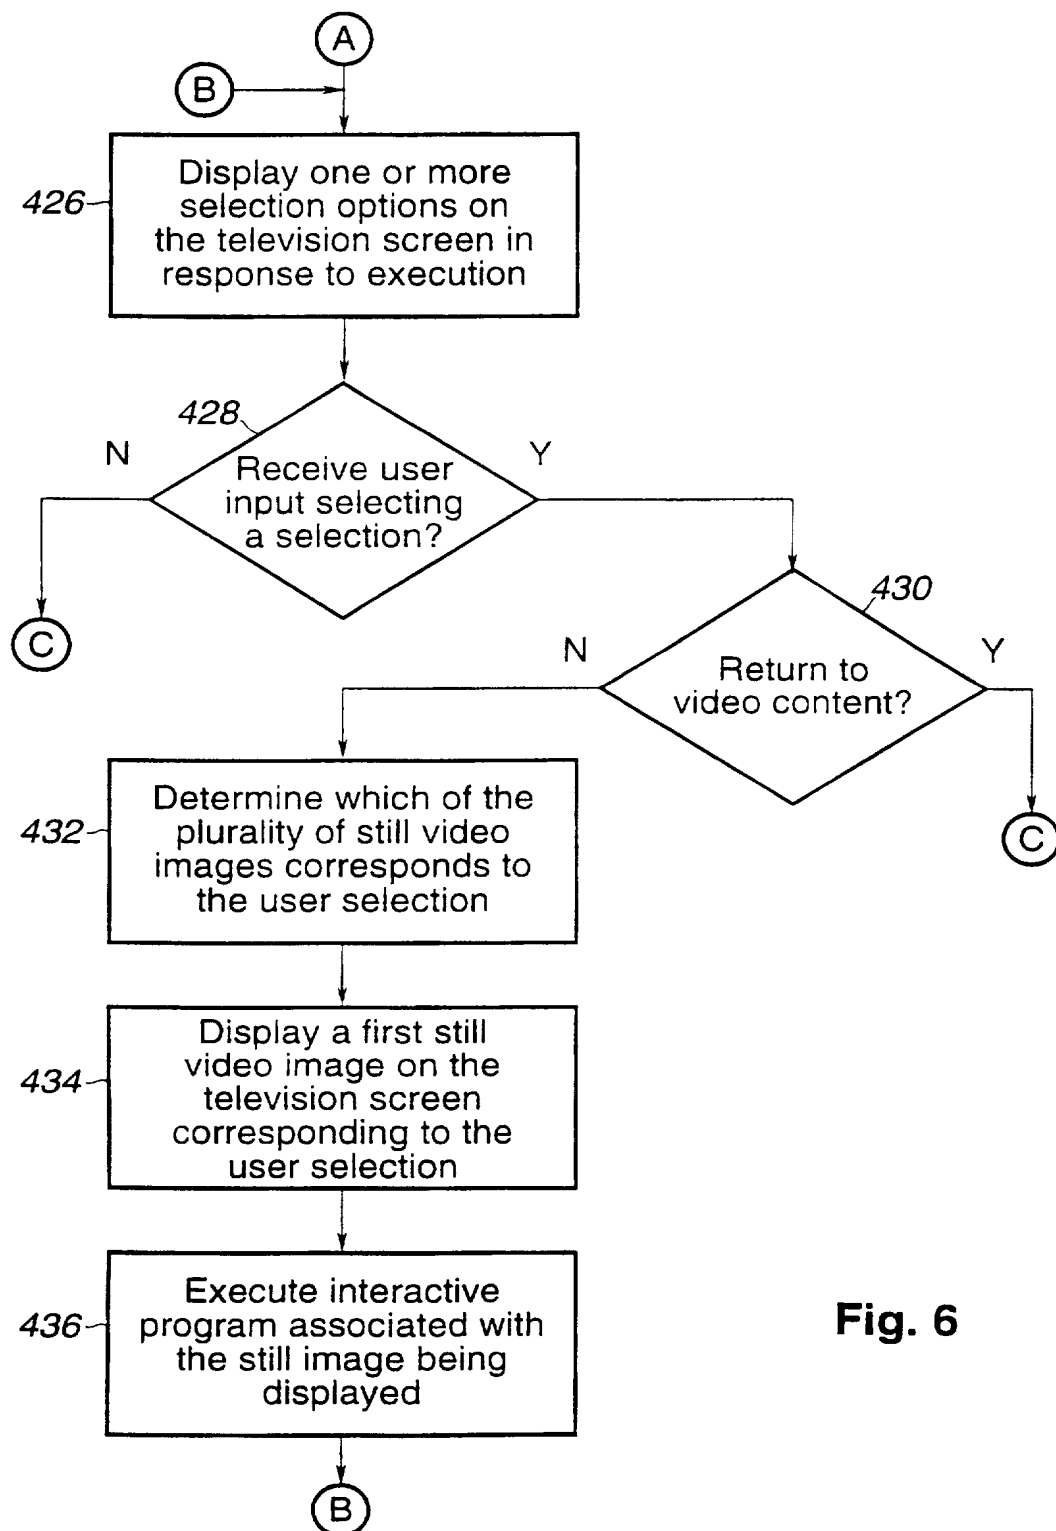 A
B
426
Display one or more
selection options on
the television screen in
response to execution
428
N
Y
Receive user
input selecting
a selection?
C
430
N
Y
Return to
video content?
C
432
Determine which of the
plurality of still video
images corresponds to
the user selection
434
Display a first still
video image on the
television screen
corresponding to the
user selection
436
Execute interactive
program associated with
the still image being
displayed
Fig. 6
B